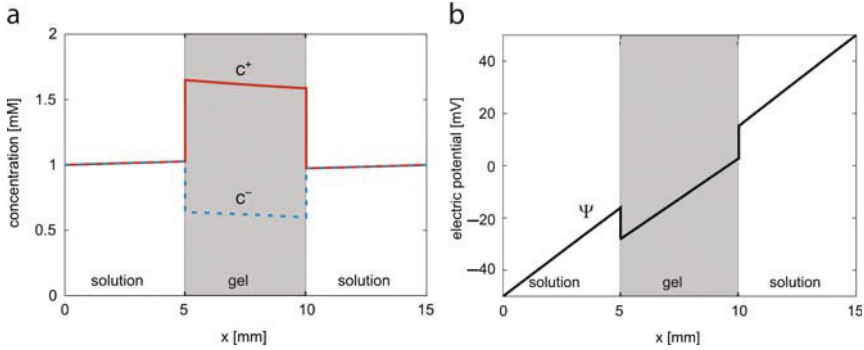 a
concentration [mM]
2
1.5
1
0.5
0
c⁺
c⁻
solution
gel
solution
0
5
10
15
x [mm]
b
electric potential [mV]
40
20
0
−20
−40
Ψ
solution
gel
solution
0
5
10
15
x [mm]